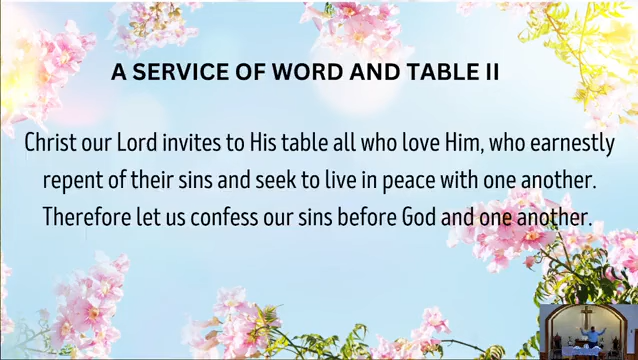 A SERVICE OF WORD AND TABLE II
Christ our Lord invites to His table all who love Him, who earnestly
repent of their sins and seek to live in peace with one another.
Therefore let us confess our sins before God and one another.